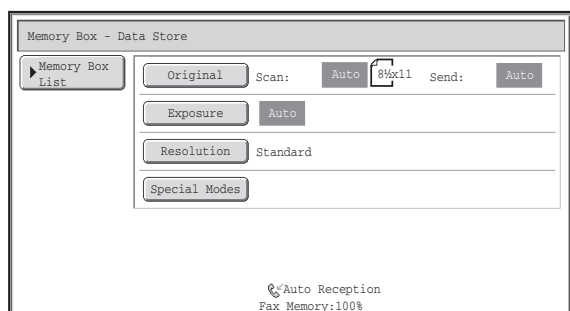 Memory Box - Data Store
Memory Box
List
Original Scan: Auto 8½x11 Send: Auto
Exposure Auto
Resolution Standard
Special Modes
Auto Reception
Fax Memory:100%